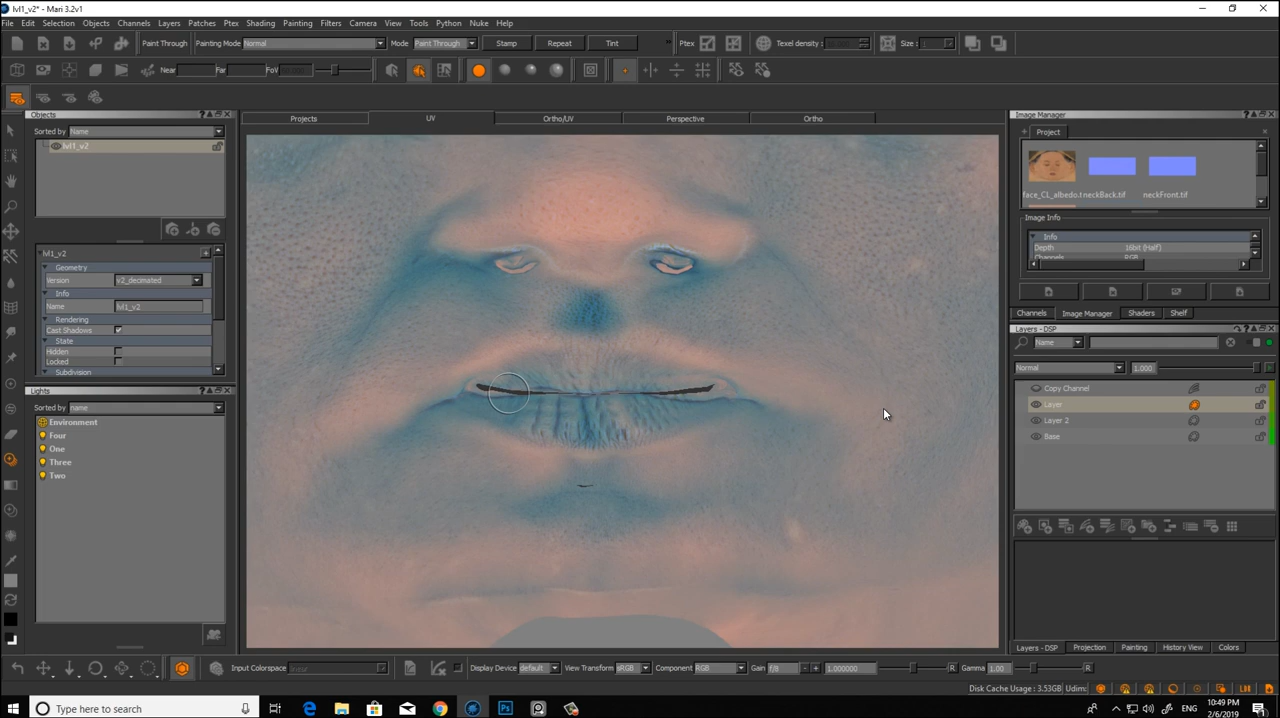 lvl1_v2* - Mari 3.2v1
File Edit Selection Objects Channels Layers Patches Ptex Shading Painting Filters Camera View Tools Python Nuke Help
Paint Through Painting Mode Normal Mode Paint Through Stamp Repeat Tint Ptex Texel density: Size :
Near Far FoV
Objects
Sorted by Name
lvl1_v2
lvl1_v2
Geometry
Version v2_decimated
Info
Name lvl1_v2
Rendering
Cast Shadows
State
Hidden
Locked
Subdivision
Lights
Sorted by name
Environment
Four
One
Three
Two
Projects UV Ortho/UV Perspective Ortho
Image Manager
Project
face_CL_albedo.t neckBack.tif neckFront.tif
Image Info
Info
Depth 16bit (Half)
Channels RGB
Channels Image Manager Shaders Shelf
Layers - DSP
Name
Normal 1.000
Copy Channel
Layer
Layer 2
Base
Layers - DSP Projection Painting History View Colors
Input Colorspace linear Display Device default View Transform sRGB Component RGB Gain f/8 1.000000 R Gamma 1.00 R
Disk Cache Usage : 3.53GB Udim:
Type here to search
ENG
10:49 PM
2/6/2019